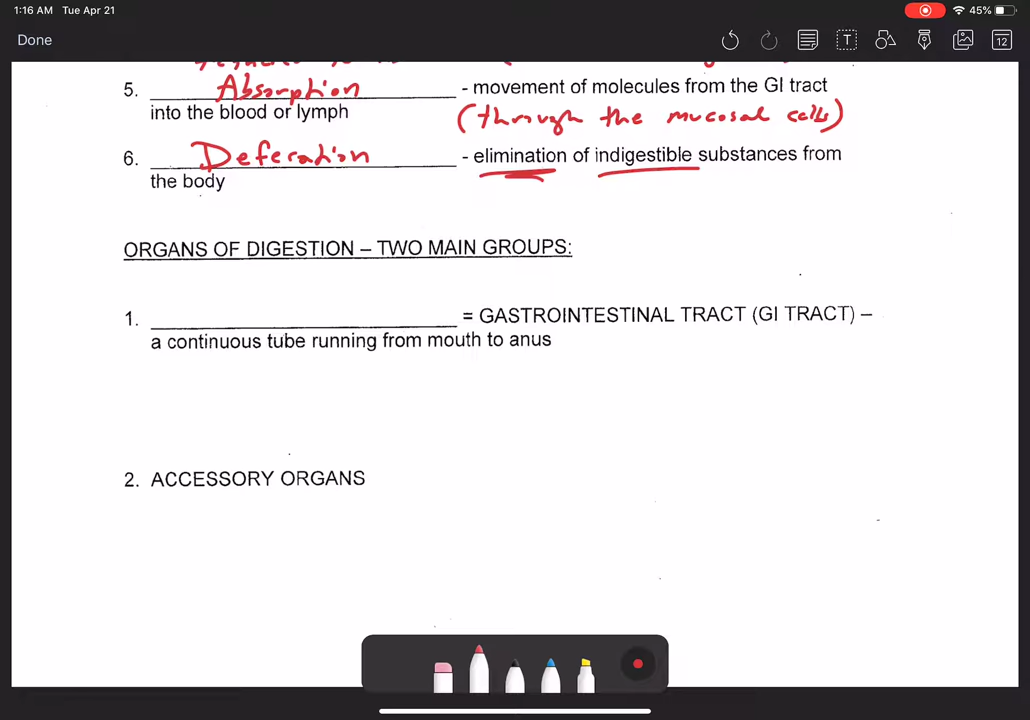 1:16 AM Tue Apr 21
45%
Done
12
5. Absorption - movement of molecules from the GI tract
into the blood or lymph (through the mucosal cells)
6. Defecation - elimination of indigestible substances from
the body
ORGANS OF DIGESTION – TWO MAIN GROUPS:
1. ____________________ = GASTROINTESTINAL TRACT (GI TRACT) –
a continuous tube running from mouth to anus
2. ACCESSORY ORGANS